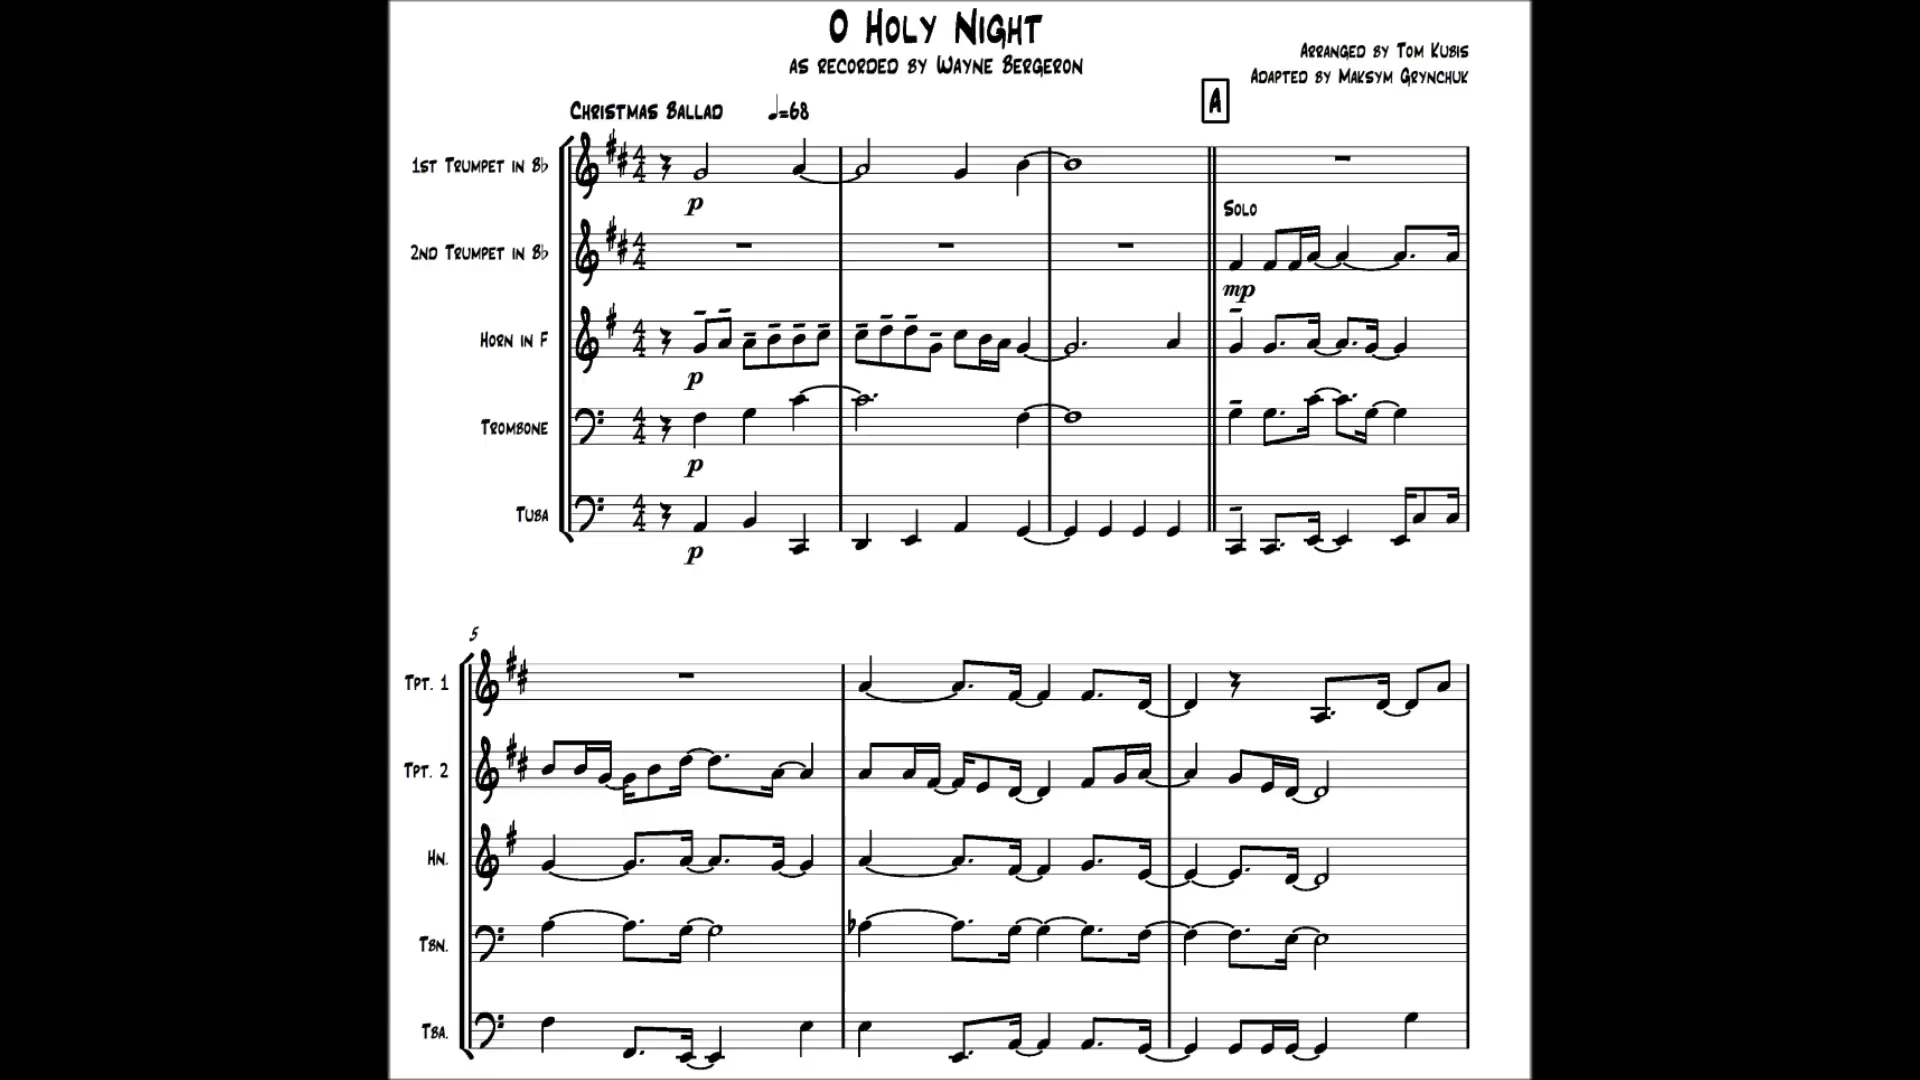 O Holy Night
as recorded by Wayne Bergeron
Arranged by Tom Kubis
Adapted by Maksym Grynchuk
A
Christmas Ballad ♩=68
1st Trumpet in B♭
p
Solo
2nd Trumpet in B♭
mp
Horn in F
p
Trombone
p
Tuba
p
5
Tpt. 1
Tpt. 2
Hn.
Tbn.
Tba.